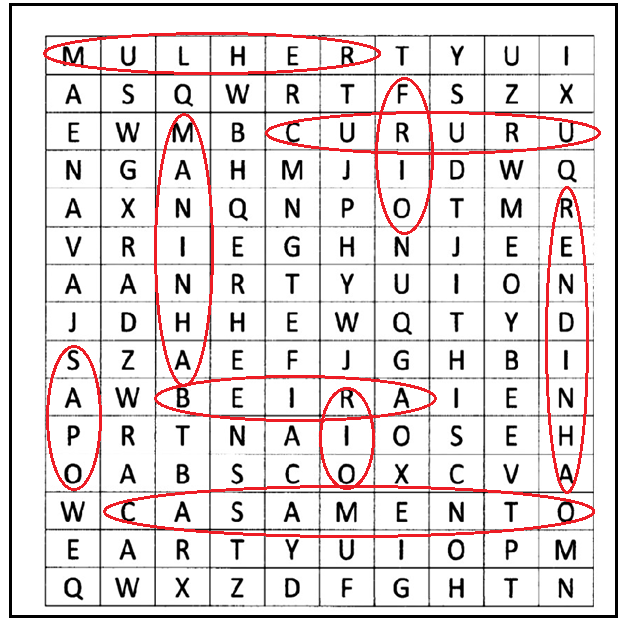 M U L H E R T Y U I
A S Q W R T F S Z X
E W M B C U R U R U
N G A H M J I D W Q
A X N Q N P O T M R
V R I E G H N J E E
A A N R T Y U I O N
J D H H E W Q T Y D
S Z A E F J G H B I
A W B E I R A I E N
P R T N A I O S E H
O A B S C O X C V A
W C A S A M E N T O
E A R T Y U I O P M
Q W X Z D F G H T N